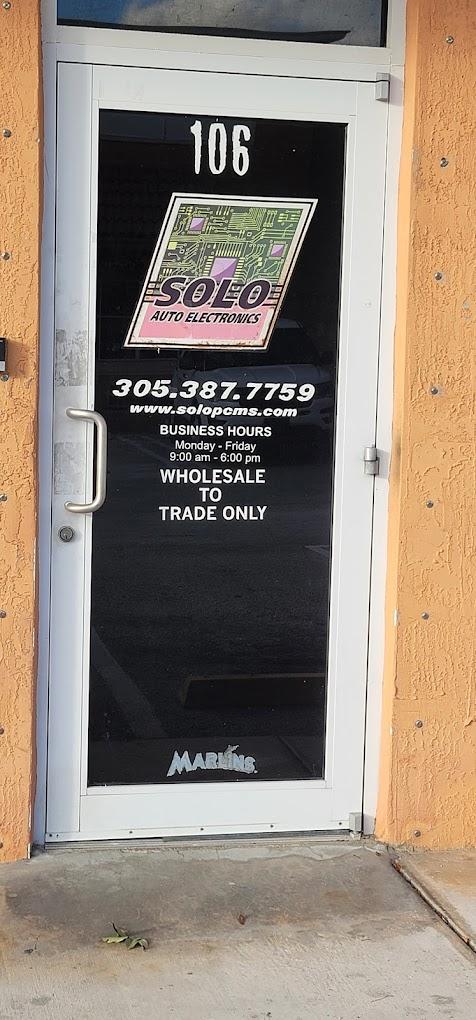 106
SOLO
AUTO ELECTRONICS
305.387.7759
www.solopcms.com
BUSINESS HOURS
Monday - Friday
9:00 am - 6:00 pm
WHOLESALE
TO
TRADE ONLY
MARLINS